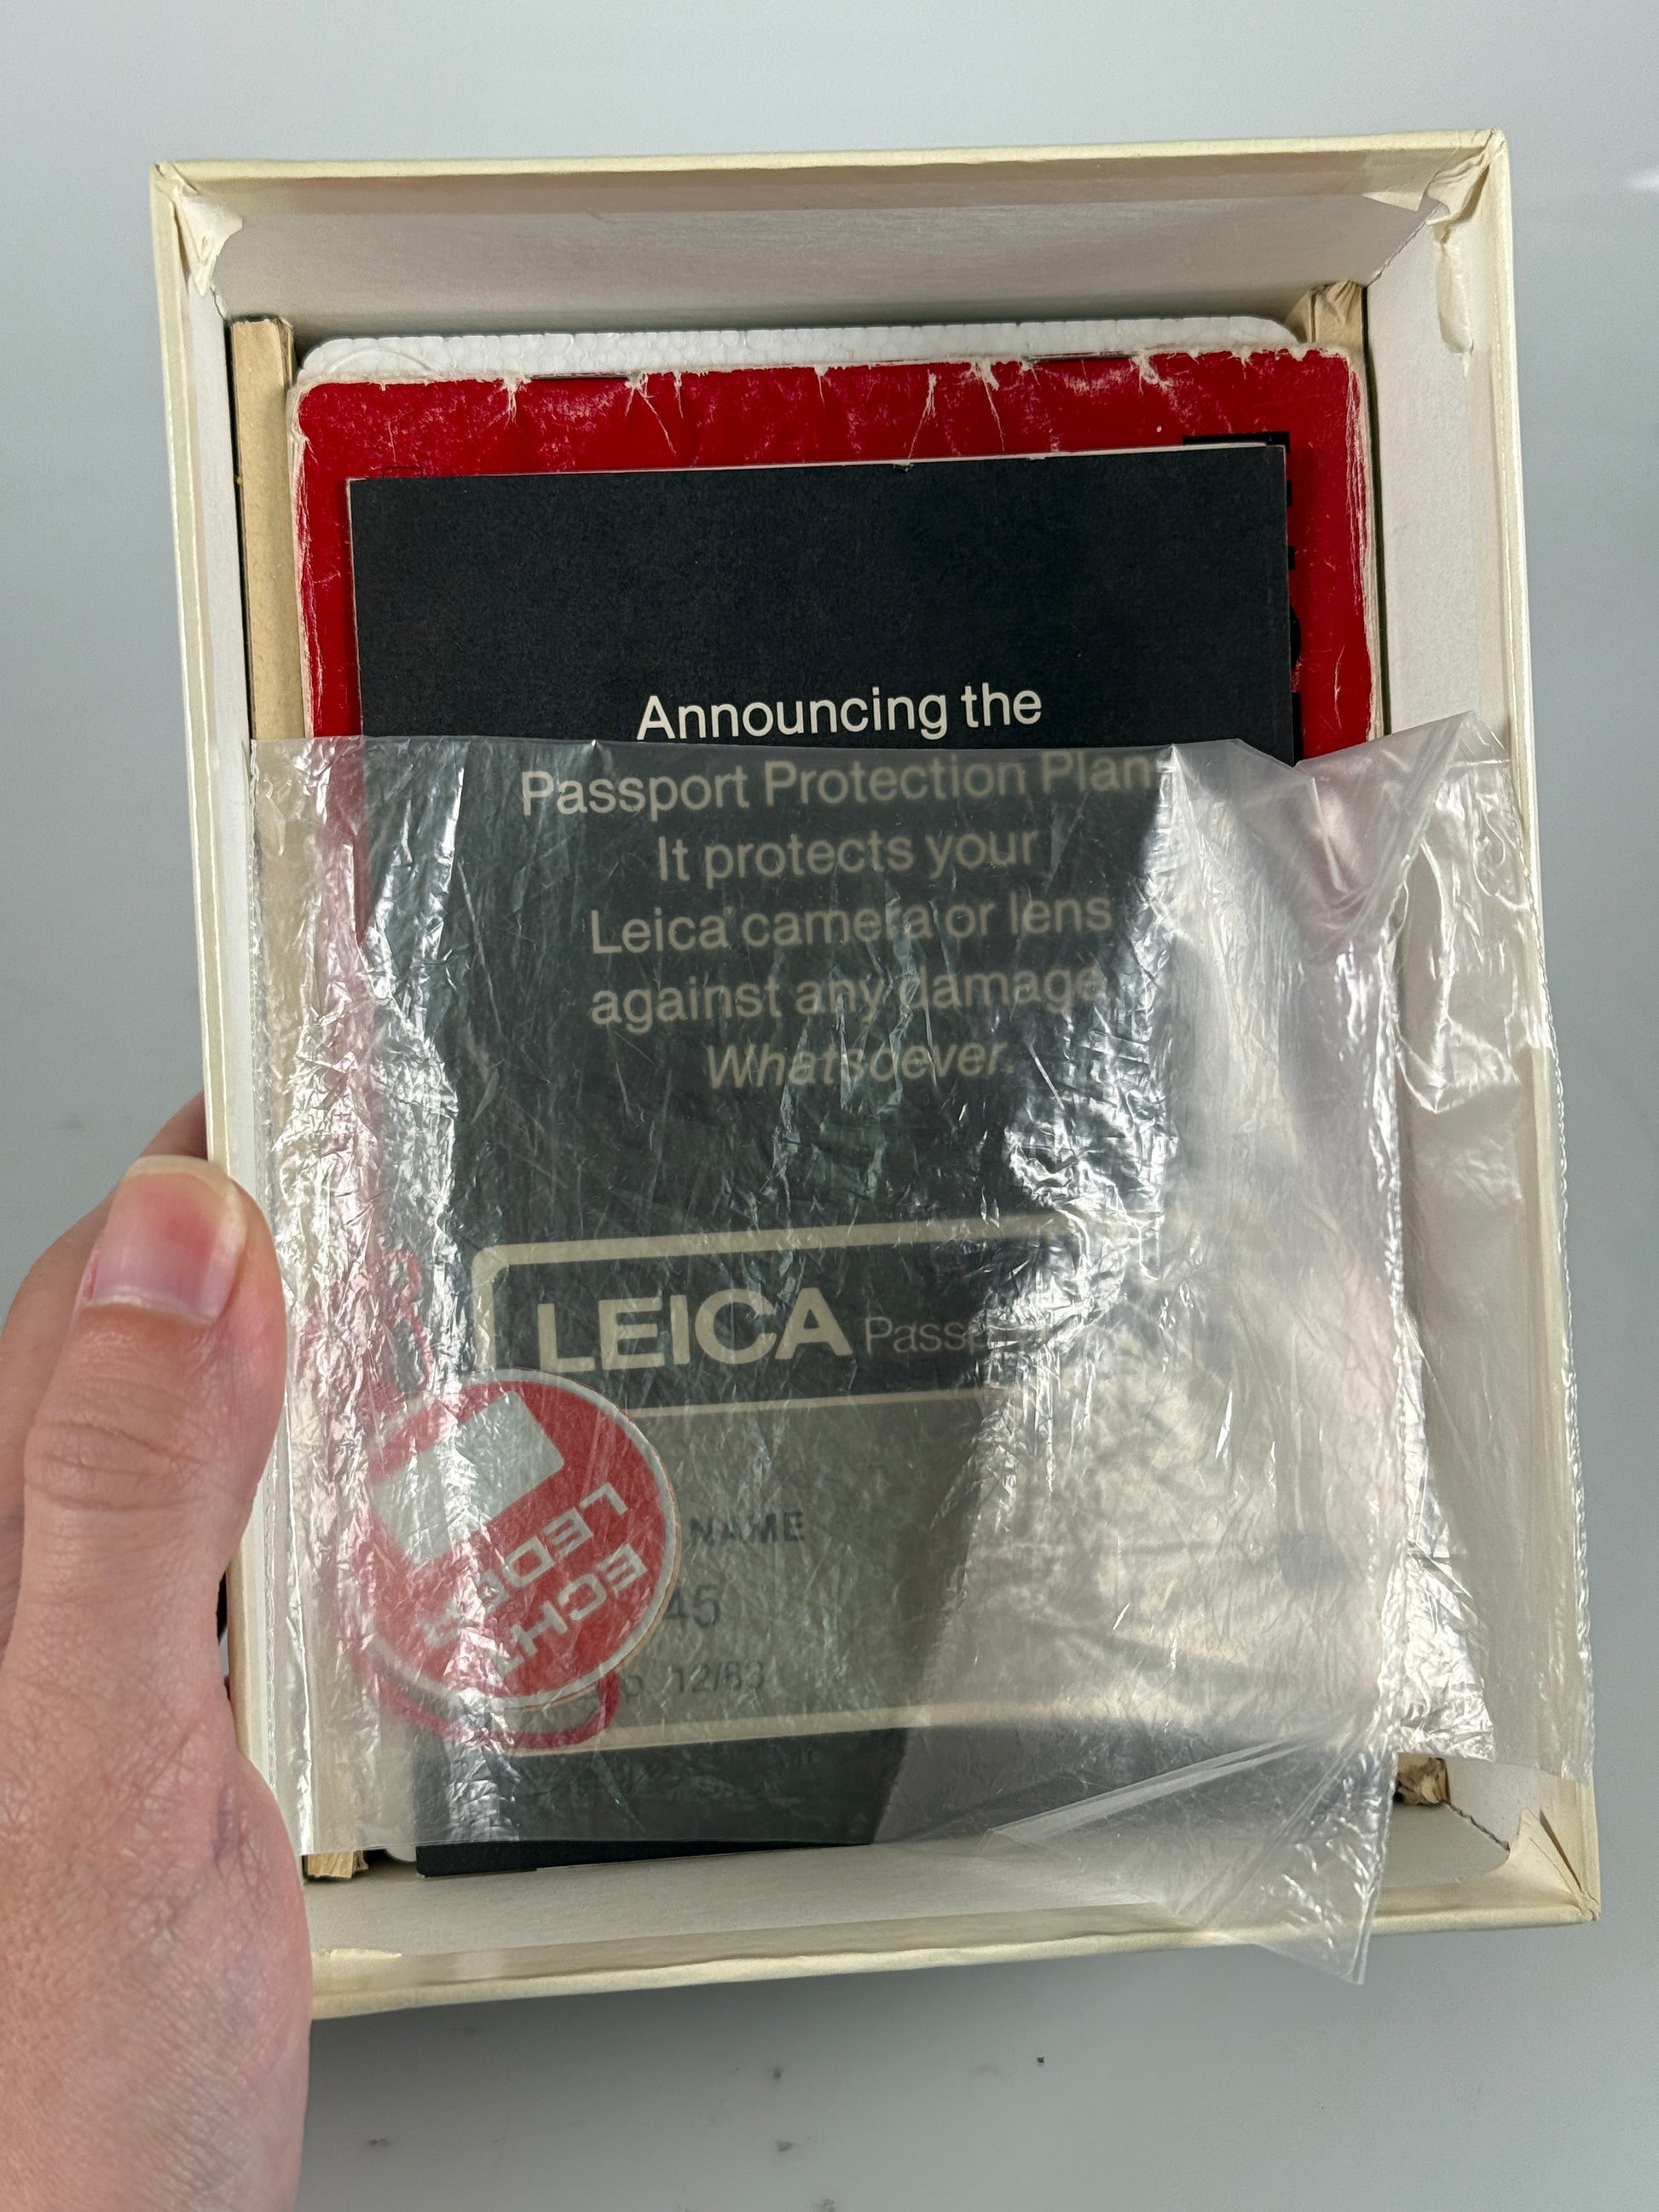 Announcing the
Passport Protection Plan.
It protects your
Leica camera or lens
against any damage.
Whatsoever.
LEICA
NAME
45
12/83
ECHT
LEDER